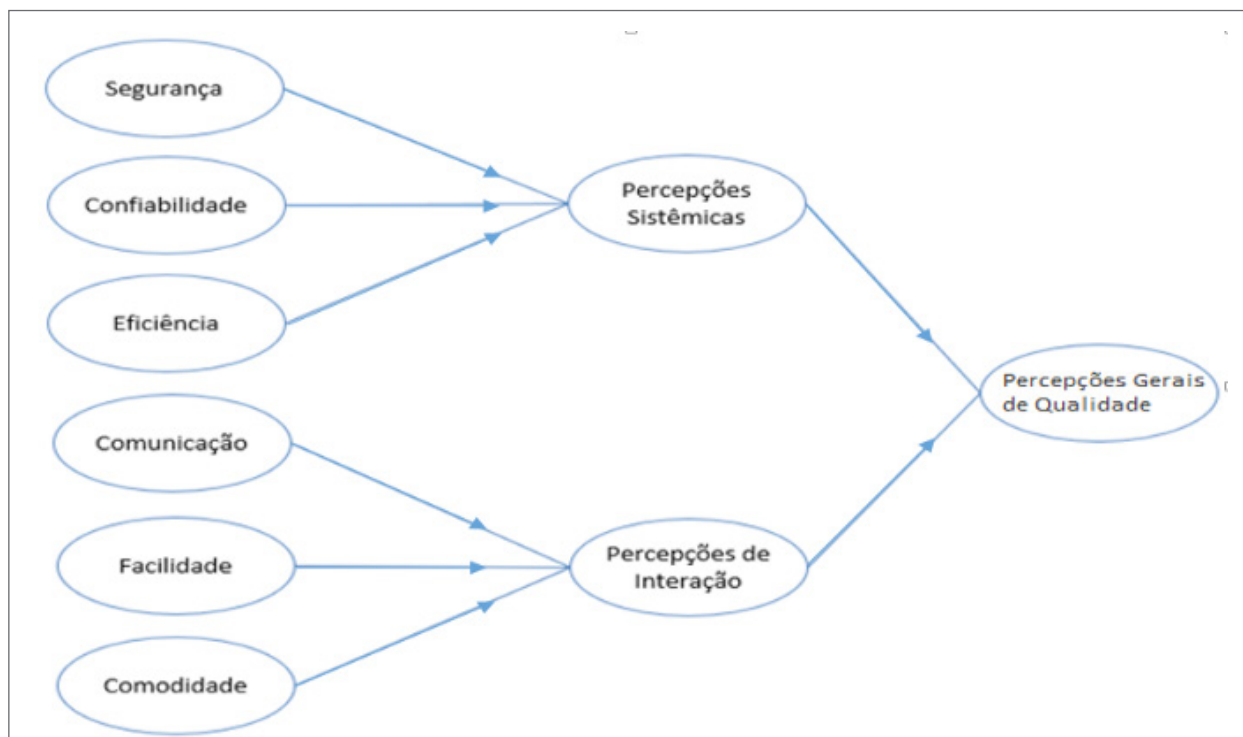 Segurança
Confiabilidade
Eficiência
Percepções
Sistêmicas
Comunicação
Facilidade
Comodidade
Percepções de
Interação
Percepções Gerais
de Qualidade